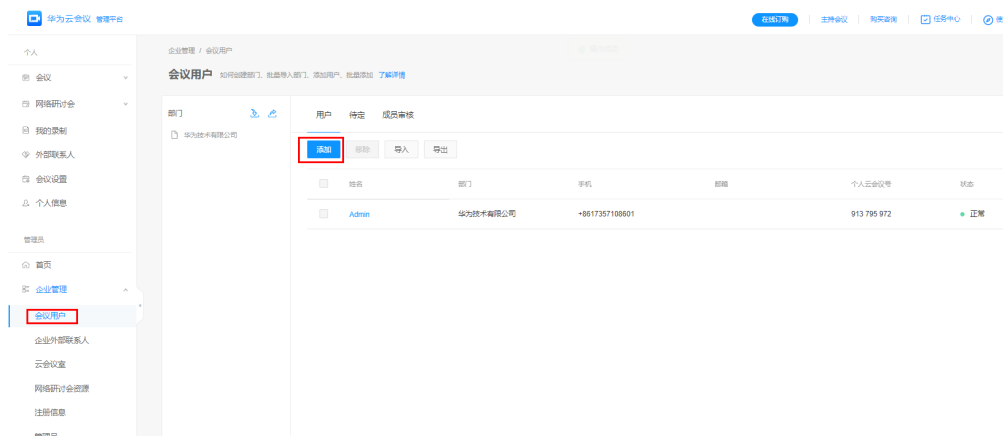 华为云会议 管理平台
在线订购 主持会议 购买咨询 任务中心
个人
会议
网络研讨会
我的录制
外部联系人
会议设置
个人信息
管理员
首页
企业管理
会议用户
企业外部联系人
云会议室
网络研讨会资源
注册信息
管理员
企业管理 / 会议用户
会议用户 如何创建部门、批量导入部门、添加用户、批量添加 了解详情
部门
华为技术有限公司
用户 待定 成员审核
添加 移除 导入 导出
姓名 部门 手机 邮箱 个人云会议号 状态
Admin 华为技术有限公司 +8617357108601 913 795 972 正常